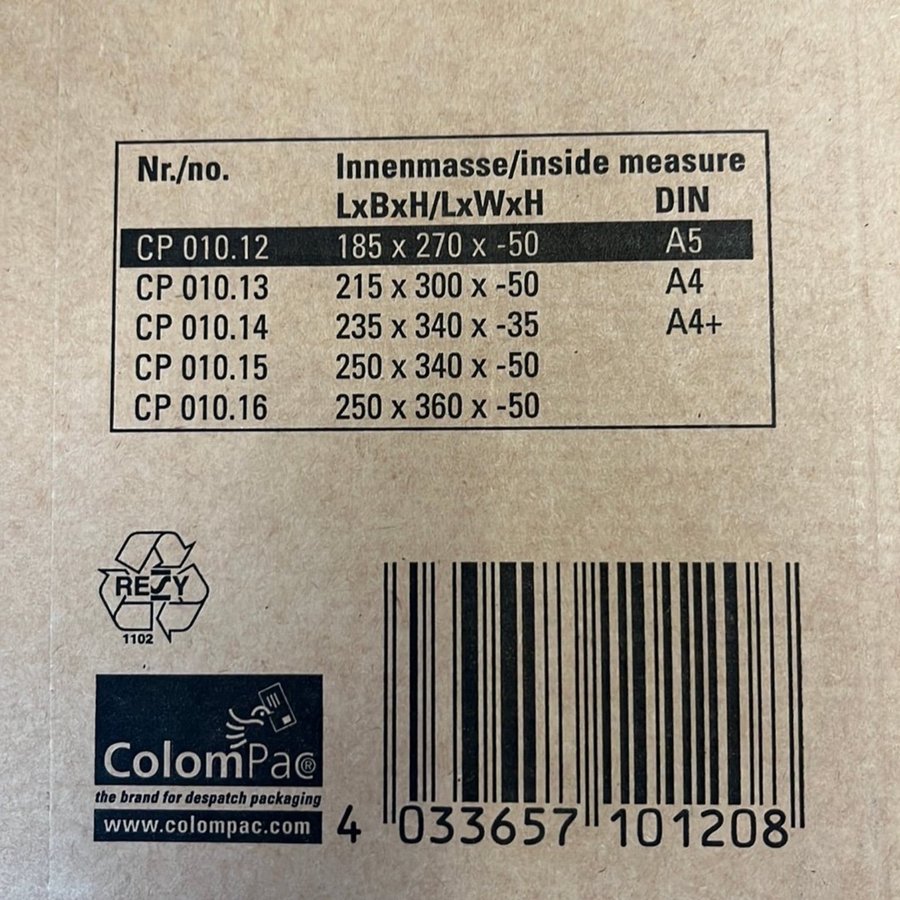 Nr./no. Innenmasse/inside measure
LxBxH/LxWxH DIN
CP 010.12 185 x 270 x -50 A5
CP 010.13 215 x 300 x -50 A4
CP 010.14 235 x 340 x -35 A4+
CP 010.15 250 x 340 x -50
CP 010.16 250 x 360 x -50
RESY
1102
ColomPac®
the brand for despatch packaging
www.colompac.com
4 033657 101208